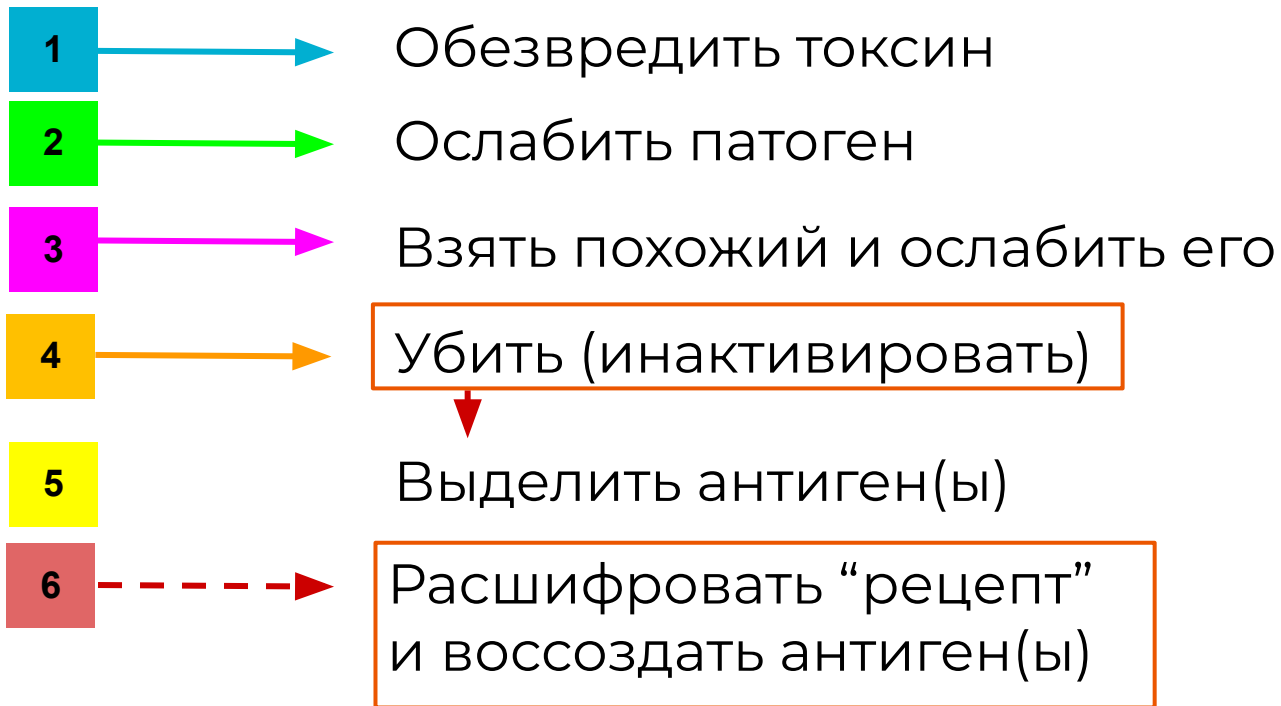 1 Обезвредить токсин
2 Ослабить патоген
3 Взять похожий и ослабить его
4 Убить (инактивировать)
5 Выделить антиген(ы)
6 Расшифровать “рецепт”
и воссоздать антиген(ы)